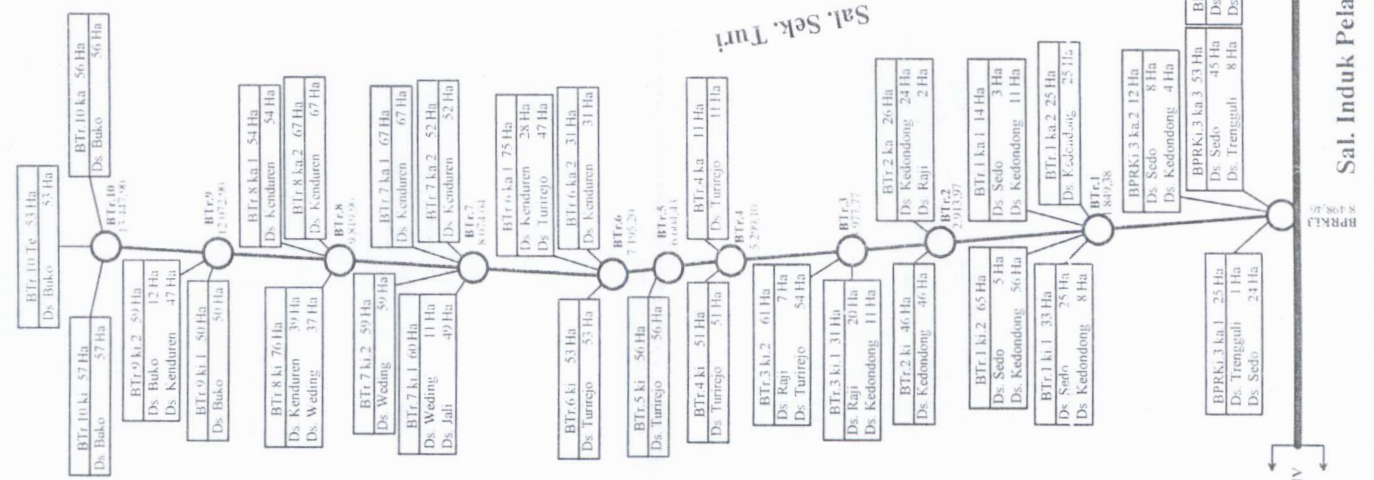 BTr 10 Te 53 Ha
Ds. Buko 53 Ha
BTr. 10 ka 56 Ha
Ds. Buko 56 Ha
BTr.10
BTr 10 ki 57 Ha
Ds. Buko 57 Ha
BTr.9
BTr 9 ki 2 59 Ha
Ds. Buko 12 Ha
Ds. Kenduren 47 Ha
BTr 9 ki 1 50 Ha
Ds. Buko 50 Ha
BTr 8 ka 1 54 Ha
Ds. Kenduren 54 Ha
BTr 8 ka 2 67 Ha
Ds. Kenduren 67 Ha
BTr.8
BTr 8 ki 76 Ha
Ds. Kenduren 39 Ha
Ds. Weding 37 Ha
BTr 7 ka 1 67 Ha
Ds. Kenduren 67 Ha
BTr 7 ka 2 52 Ha
Ds. Kenduren 52 Ha
BTr.7
BTr 7 ki 2 59 Ha
Ds. Weding 59 Ha
BTr 7 ki 1 60 Ha
Ds. Weding 11 Ha
Ds. Jali 49 Ha
BTr 6 ka 1 75 Ha
Ds. Kenduren 28 Ha
Ds. Turirejo 47 Ha
BTr. 6 ka 2 31 Ha
Ds. Kenduren 31 Ha
BTr.6
7.195,20
BTr.6 ki 53 Ha
Ds. Turirejo 53 Ha
BTr.5
BTr.5 ki 56 Ha
Ds. Turirejo 56 Ha
BTr.4 ka 11 Ha
Ds. Turirejo 11 Ha
BTr.4
5.299,10
BTr.4 ki 51 Ha
Ds. Turirejo 51 Ha
Sal. Sek. Turi
BTr 3 ki 2 61 Ha
Ds. Raji 7 Ha
Ds. Turirejo 54 Ha
BTr.3
BTr.3 ki.1 31 Ha
Ds. Raji 20 Ha
Ds. Kedondong 11 Ha
BTr.2 ka 26 Ha
Ds. Kedondong 24 Ha
Ds. Raji 2 Ha
BTr.2
2.913,97
BTr.2 ki 46 Ha
Ds. Kedondong 46 Ha
BTr.1 ka 1 14 Ha
Ds. Sedo 3 Ha
Ds. Kedondong 11 Ha
BTr.1 ka.2 25 Ha
Ds. Kedondong 25 Ha
BTr.1
BTr.1 ki.2 65 Ha
Ds. Sedo 5 Ha
Ds. Kedondong 56 Ha
BTr.1 ki.1 33 Ha
Ds. Sedo 25 Ha
Ds. Kedondong 8 Ha
BPRKi.3 ka.2 12 Ha
Ds. Sedo 8 Ha
Ds. Kedondong 4 Ha
BPRKi.3 ka.3 53 Ha
Ds. Sedo 45 Ha
Ds. Trengguli 8 Ha
BPRKi.3
8.498,46
BPRKi.3 ka.1 25 Ha
Ds. Trengguli 1 Ha
Ds. Sedo 24 Ha
Sal. Induk Pela